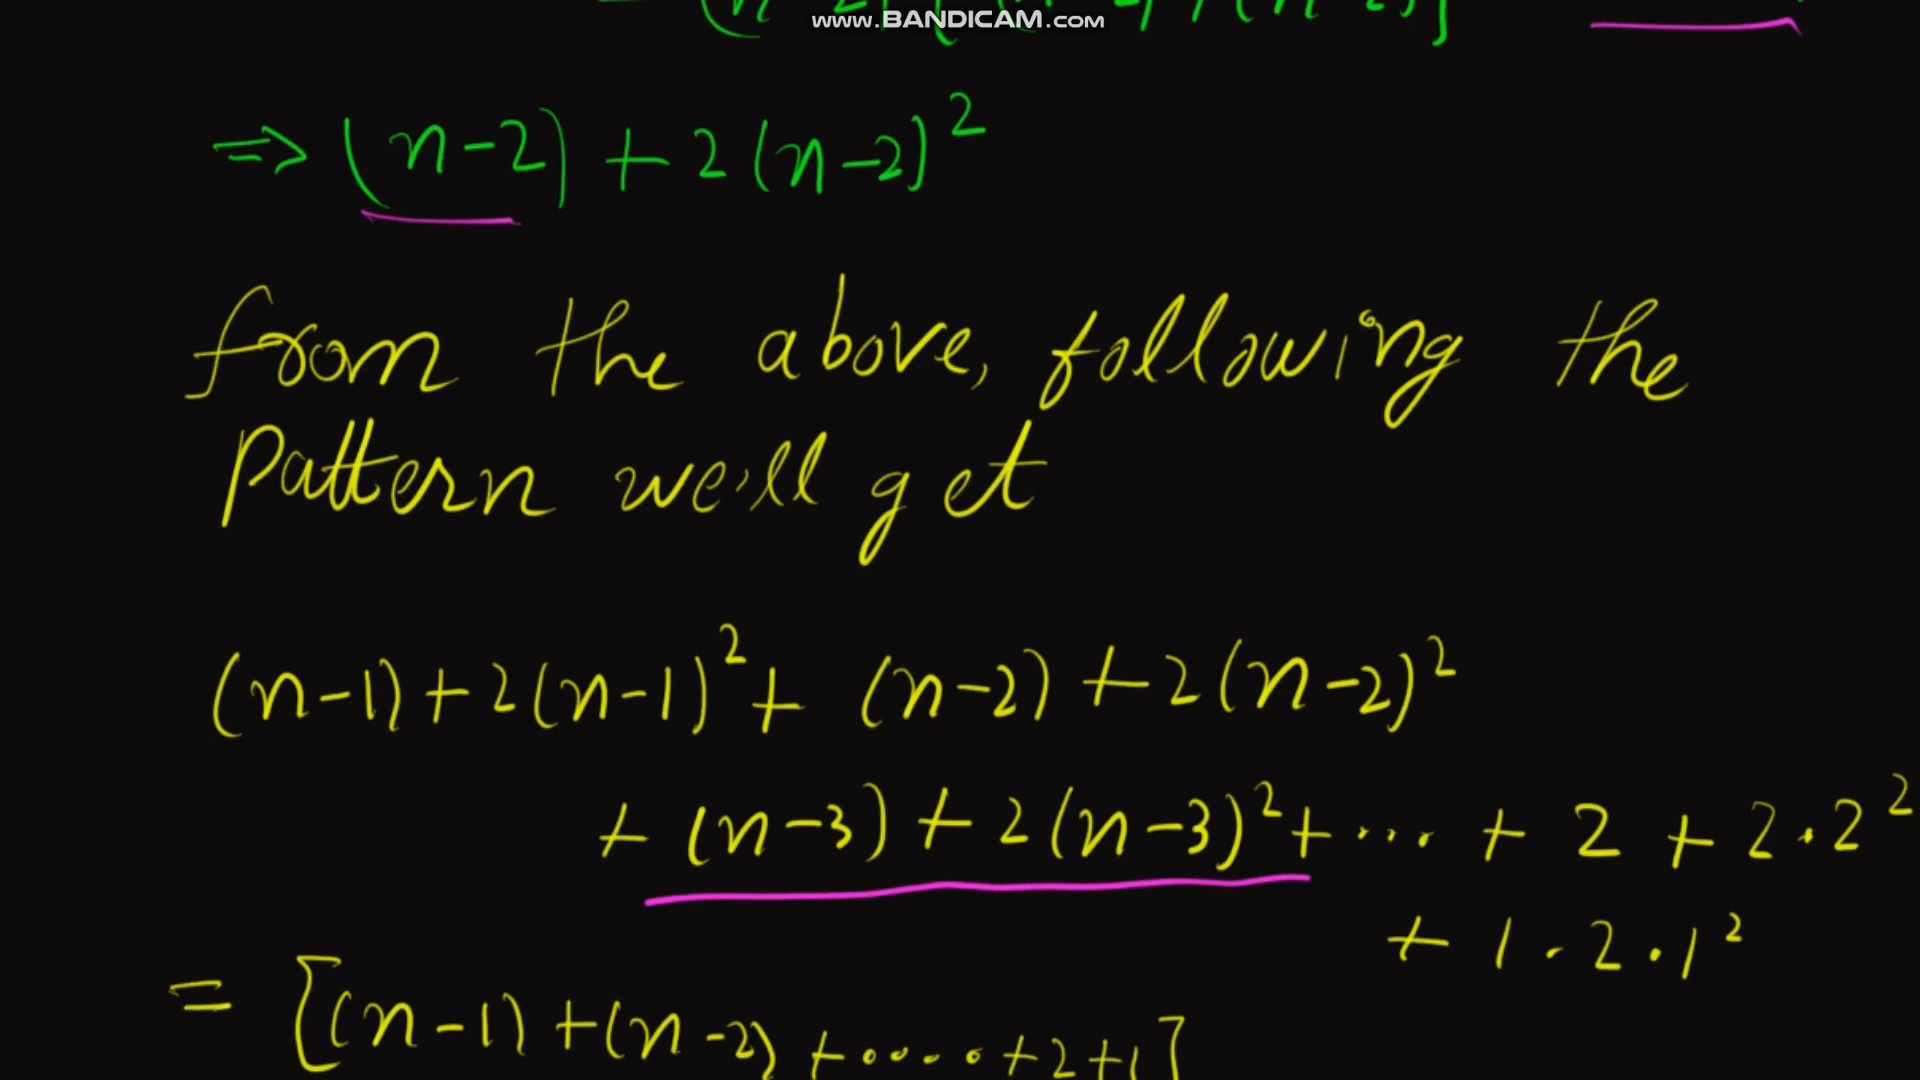 www.BANDICAM.com
⇒ (n-2) + 2(n-2)²
from the above, following the
pattern we'll get
(n-1) + 2(n-1)² + (n-2) + 2(n-2)²
+ (n-3) + 2(n-3)² + ... + 2 + 2·2²
+ 1·2·1²
= [(n-1) + (n-2) + .... + 2 + 1]